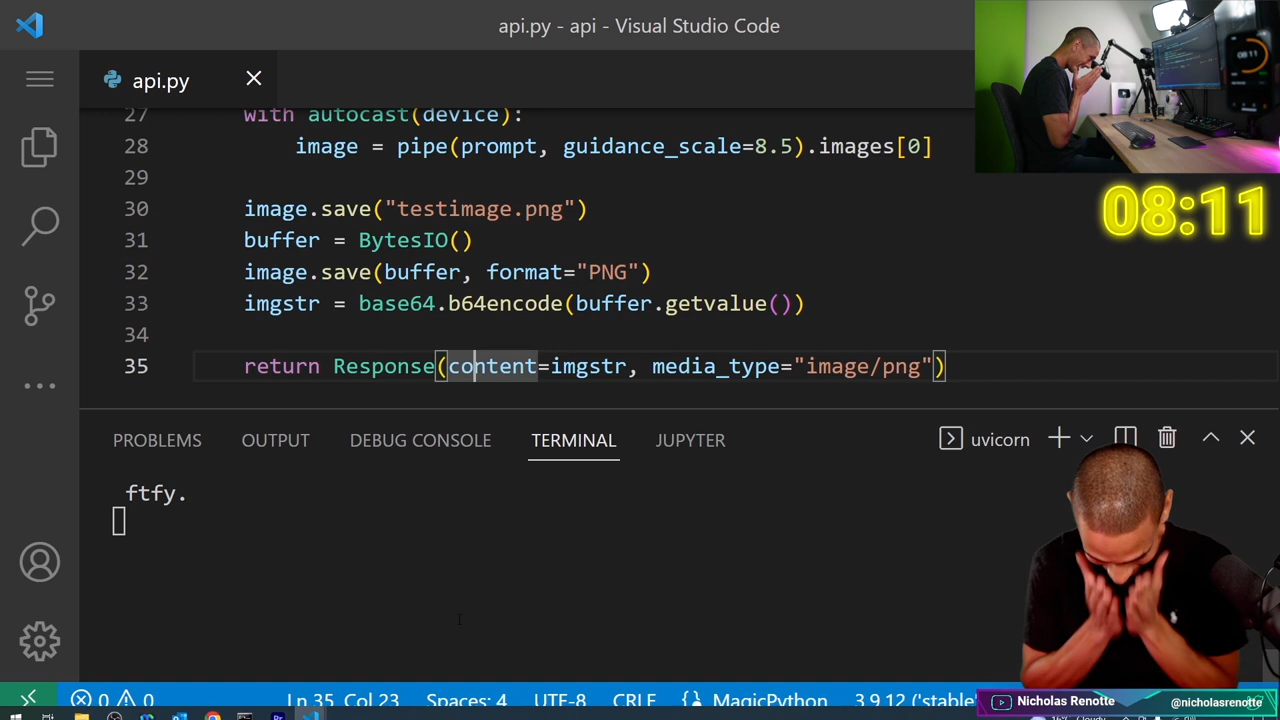 api.py - api - Visual Studio Code
api.py
27 with autocast(device):
28 image = pipe(prompt, guidance_scale=8.5).images[0]
29
30 image.save("testimage.png")
31 buffer = BytesIO()
32 image.save(buffer, format="PNG")
33 imgstr = base64.b64encode(buffer.getvalue())
34
35 return Response(content=imgstr, media_type="image/png")
08:11
PROBLEMS OUTPUT DEBUG CONSOLE TERMINAL JUPYTER uvicorn
ftfy.
0 0 Ln 35, Col 23 Spaces: 4 UTF-8 CRLF MagicPython 3.9.12 ('stable'
Nicholas Renotte @nicholasrenotte